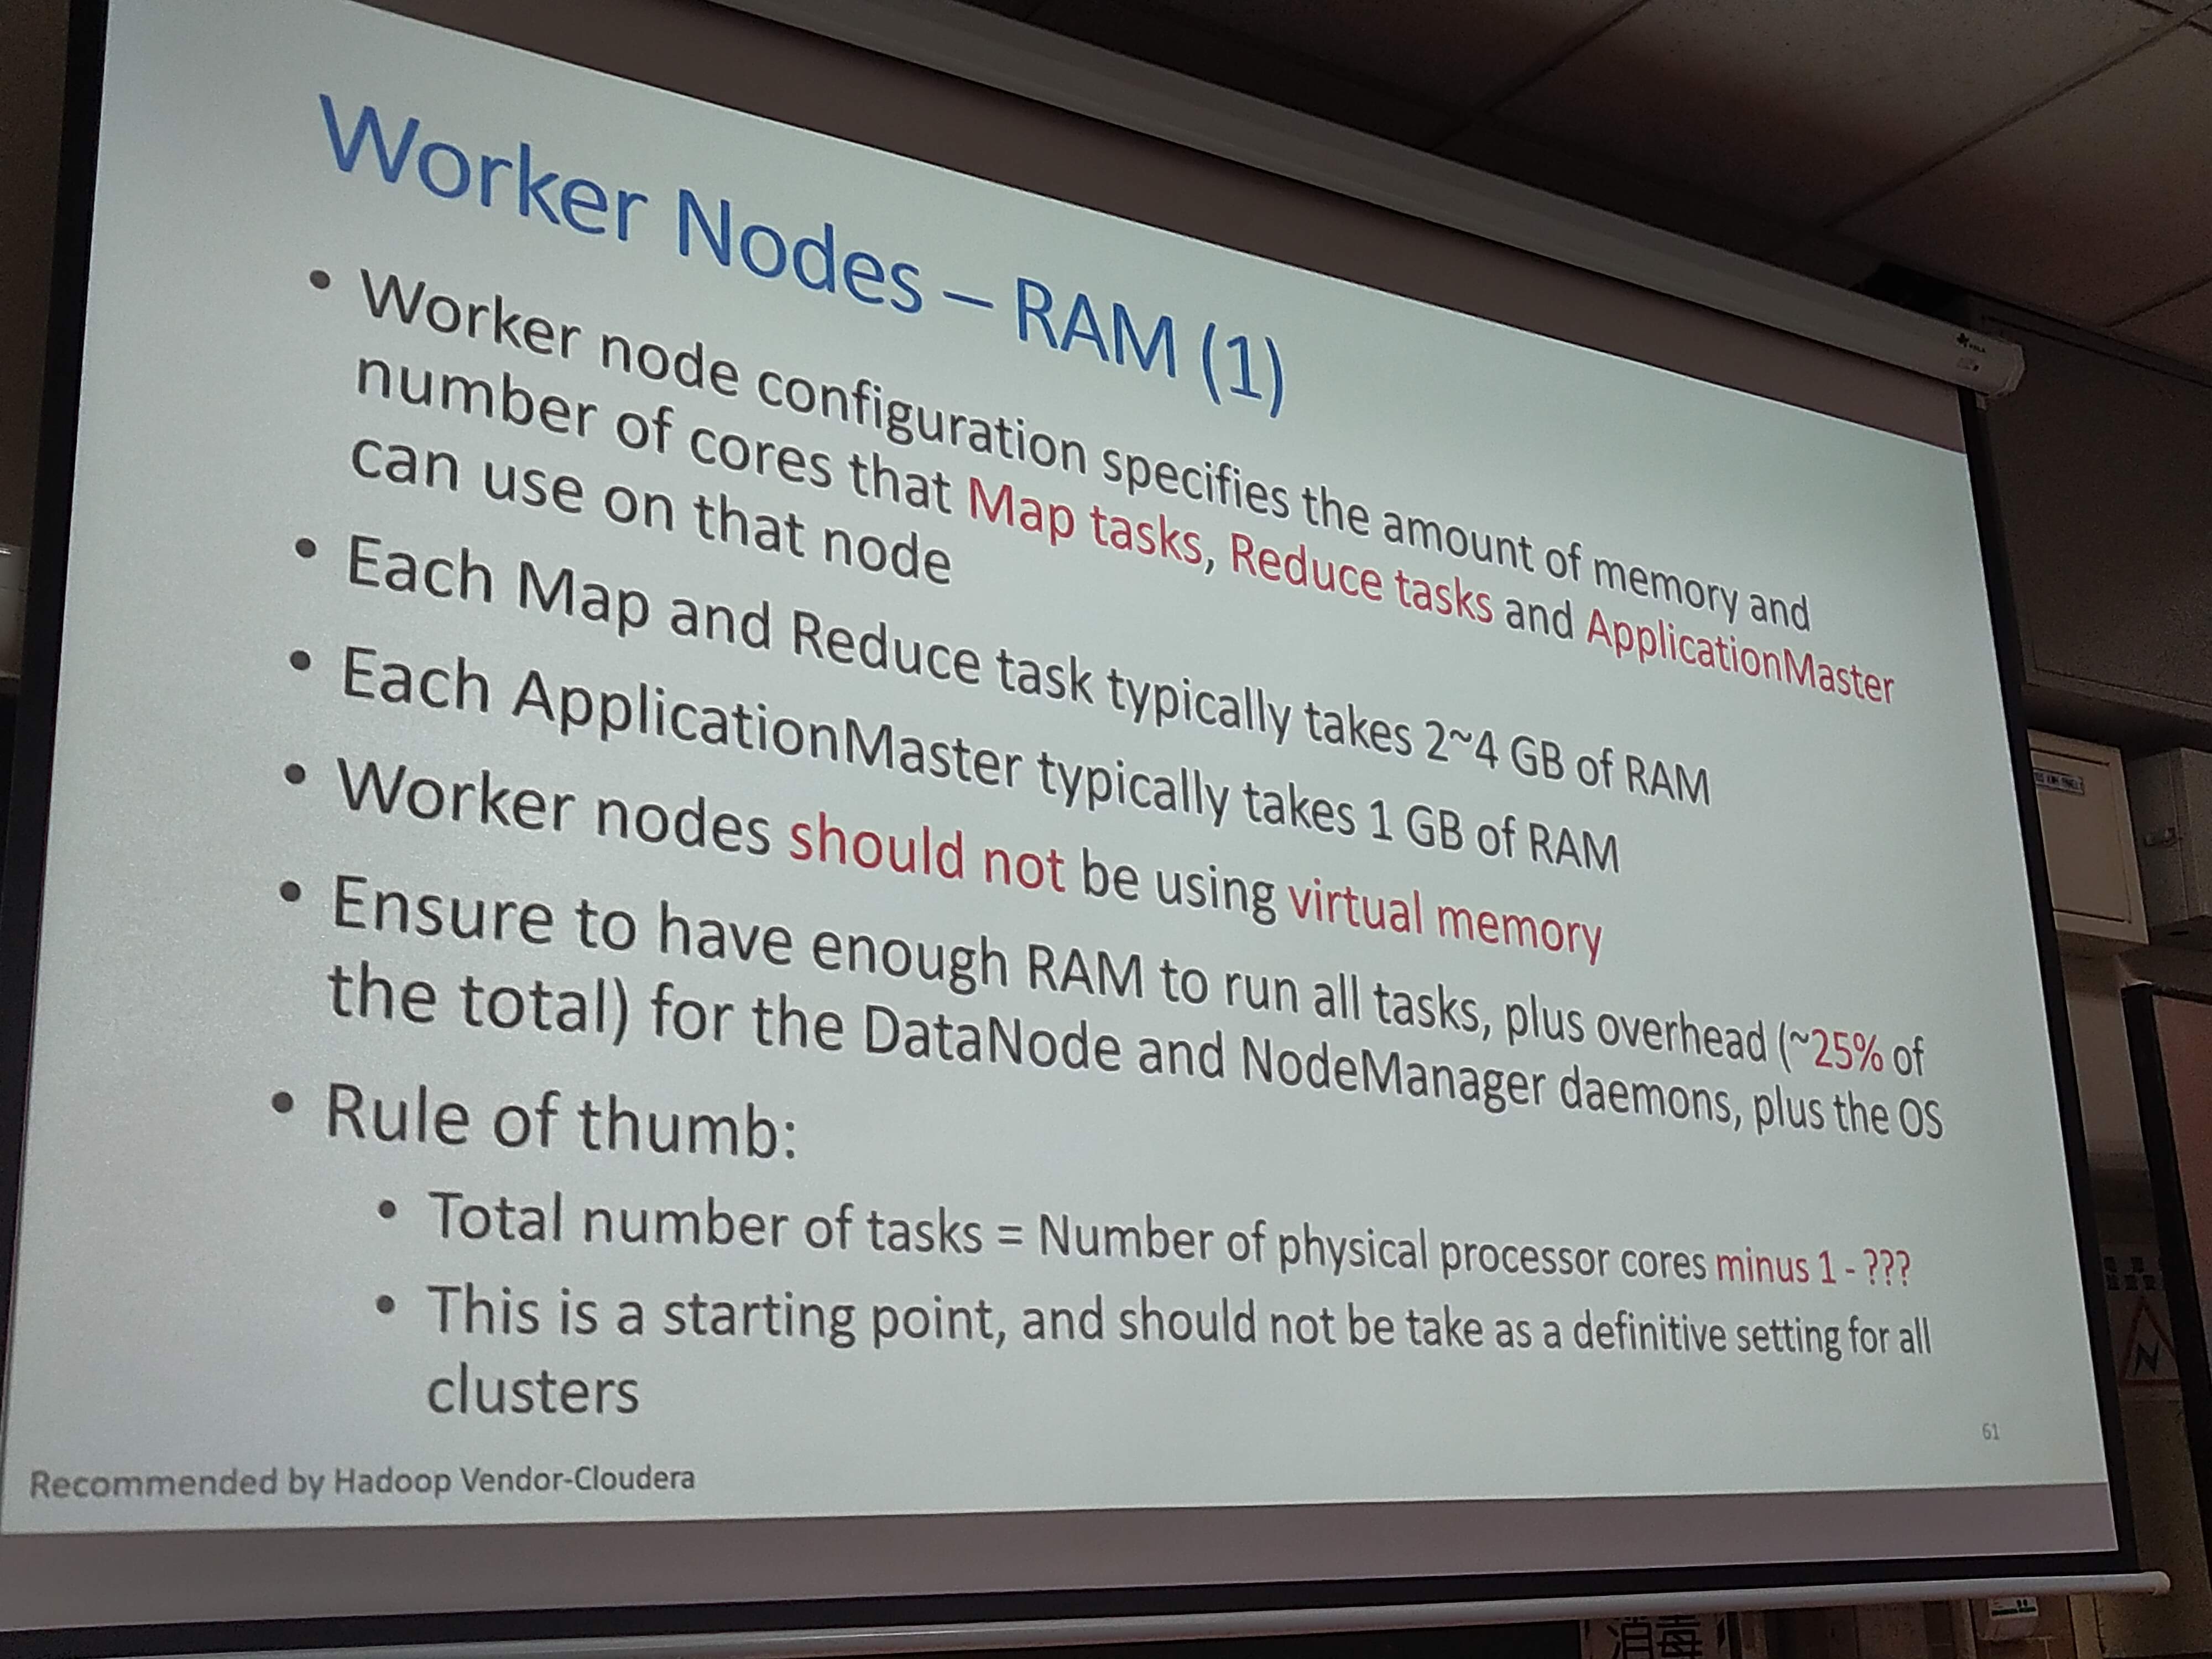 Worker Nodes – RAM (1)
• Worker node configuration specifies the amount of memory and
number of cores that Map tasks, Reduce tasks and ApplicationMaster
can use on that node
• Each Map and Reduce task typically takes 2~4 GB of RAM
• Each ApplicationMaster typically takes 1 GB of RAM
• Worker nodes should not be using virtual memory
• Ensure to have enough RAM to run all tasks, plus overhead (~25% of
the total) for the DataNode and NodeManager daemons, plus the OS
• Rule of thumb:
• Total number of tasks = Number of physical processor cores minus 1 - ???
• This is a starting point, and should not be take as a definitive setting for all
clusters
61
Recommended by Hadoop Vendor-Cloudera
消毒